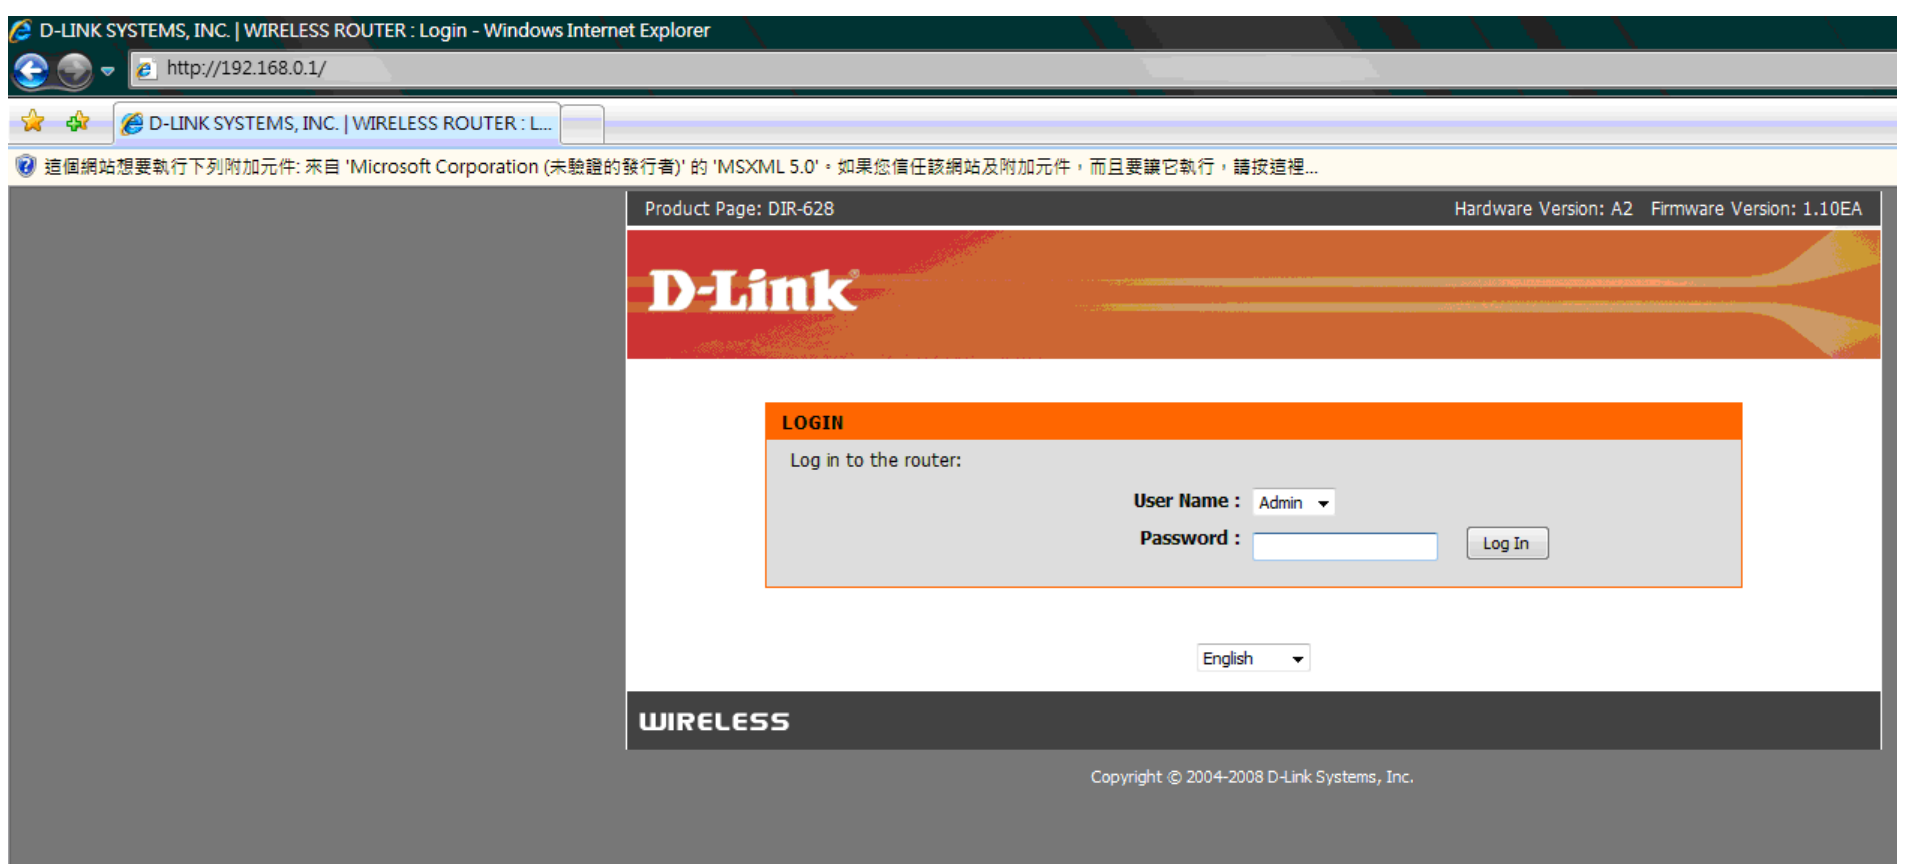 D-LINK SYSTEMS, INC. | WIRELESS ROUTER : Login - Windows Internet Explorer
http://192.168.0.1/
D-LINK SYSTEMS, INC. | WIRELESS ROUTER : L...
這個網站想要執行下列附加元件: 來自 'Microsoft Corporation (未驗證的發行者)' 的 'MSXML 5.0'。如果您信任該網站及附加元件，而且要讓它執行，請按這裡...
Product Page: DIR-628 Hardware Version: A2 Firmware Version: 1.10EA
D-Link®
LOGIN
Log in to the router:
User Name : Admin
Password : Log In
English
WIRELESS
Copyright © 2004-2008 D-Link Systems, Inc.